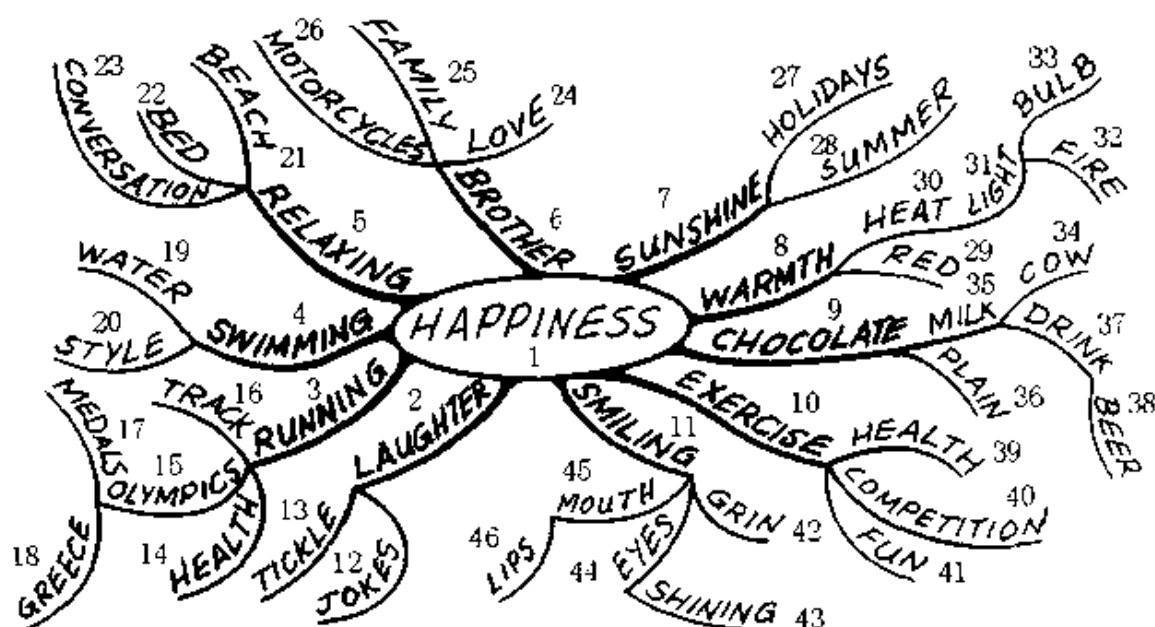 HAPPINESS
1
LAUGHTER
2
RUNNING
3
SWIMMING
4
RELAXING
5
BROTHER
6
SUNSHINE
7
WARMTH
8
CHOCOLATE
9
EXERCISE
10
SMILING
11
JOKES
12
TICKLE
13
HEALTH
14
OLYMPICS
15
TRACK
16
MEDALS
17
GREECE
18
WATER
19
STYLE
20
BEACH
21
BED
22
CONVERSATION
23
LOVE
24
FAMILY
25
MOTORCYCLES
26
HOLIDAYS
27
SUMMER
28
RED
29
HEAT
30
LIGHT
31
FIRE
32
BULB
33
COW
34
MILK
35
PLAIN
36
DRINK
37
BEER
38
HEALTH
39
COMPETITION
40
FUN
41
GRIN
42
SHINING
43
EYES
44
MOUTH
45
LIPS
46